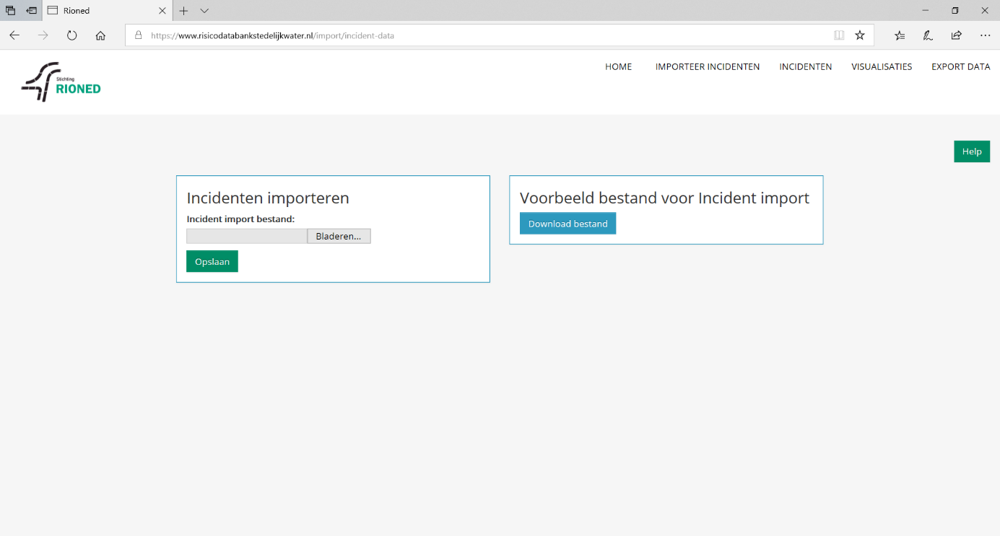 Rioned
https://www.risicodatabankstedelijkwater.nl/import/incident-data
Stichting
RIONED
HOME IMPORTEER INCIDENTEN INCIDENTEN VISUALISATIES EXPORT DATA
Help
Incidenten importeren
Incident import bestand:
Bladeren...
Opslaan
Voorbeeld bestand voor Incident import
Download bestand